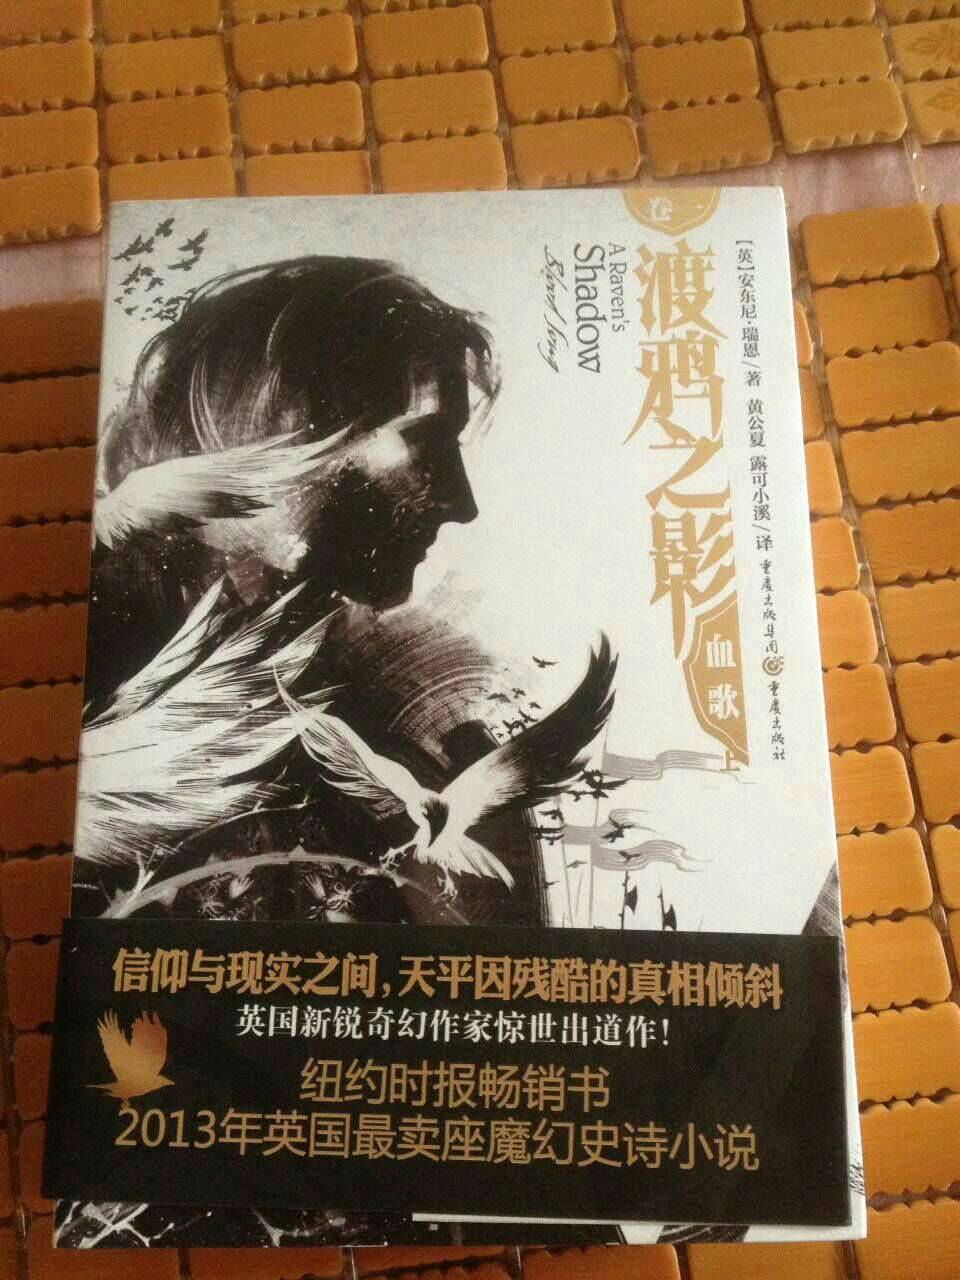 卷一
渡鸦之影
血歌
上
A Raven's
Shadow
Blood Song
【英】安东尼·瑞恩/著 黄公夏 露可小溪/译
重庆出版集团 重庆出版社
信仰与现实之间,天平因残酷的真相倾斜
英国新锐奇幻作家惊世出道作!
纽约时报畅销书
2013年英国最卖座魔幻史诗小说